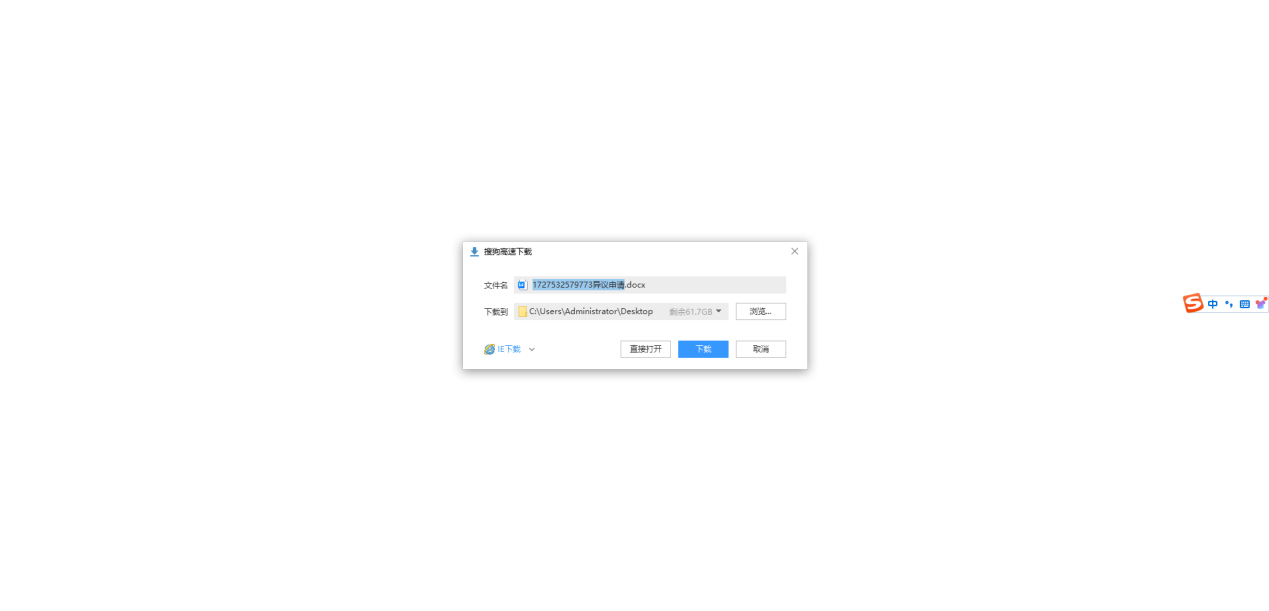 搜狗高速下载
文件名 1727532579773异议申请.docx
下载到 C:\Users\Administrator\Desktop 剩余61.7GB 浏览...
IE下载 直接打开 下载 取消
中